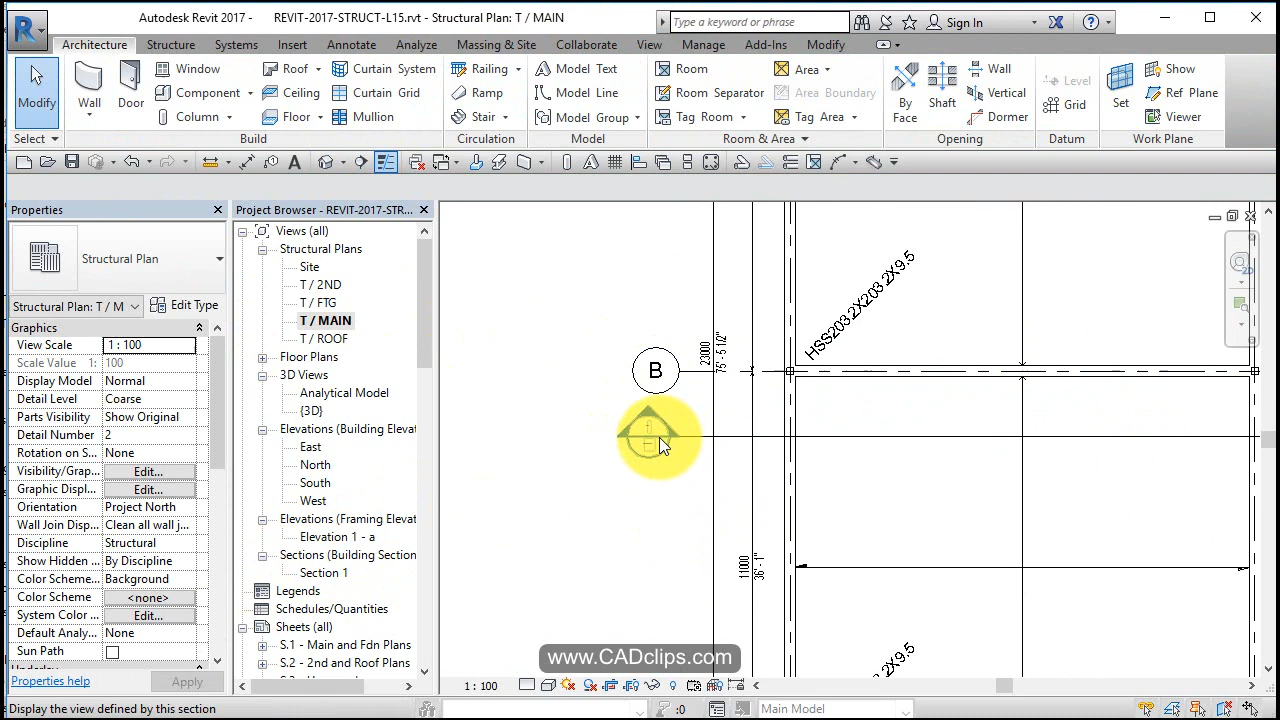 Autodesk Revit 2017 - REVIT-2017-STRUCT-L15.rvt - Structural Plan: T / MAIN
Type a keyword or phrase
Sign In
Architecture Structure Systems Insert Annotate Analyze Massing & Site Collaborate View Manage Add-Ins Modify
Modify
Wall
Door
Window
Component
Column
Roof
Ceiling
Floor
Curtain System
Curtain Grid
Mullion
Railing
Ramp
Stair
Model Text
Model Line
Model Group
Room
Room Separator
Tag Room
Area
Area Boundary
Tag Area
By
Face
Shaft
Wall
Vertical
Dormer
Level
Grid
Set
Show
Ref Plane
Viewer
Select Build Circulation Model Room & Area Opening Datum Work Plane
Properties
Structural Plan
Structural Plan: T / M
Edit Type
Graphics
View Scale 1 : 100
Scale Value 1: 100
Display Model Normal
Detail Level Coarse
Parts Visibility Show Original
Detail Number 2
Rotation on S... None
Visibility/Grap... Edit...
Graphic Displ... Edit...
Orientation Project North
Wall Join Disp... Clean all wall j...
Discipline Structural
Show Hidden ... By Discipline
Color Scheme... Background
Color Scheme <none>
System Color ... Edit...
Default Analy... None
Sun Path
Properties help
Apply
Project Browser - REVIT-2017-STR...
Views (all)
Structural Plans
Site
T / 2ND
T / FTG
T / MAIN
T / ROOF
Floor Plans
3D Views
Analytical Model
{3D}
Elevations (Building Elevat
East
North
South
West
Elevations (Framing Elevat
Elevation 1 - a
Sections (Building Section
Section 1
Legends
Schedules/Quantities
Sheets (all)
S.1 - Main and Fdn Plans
S.2 - 2nd and Roof Plans
HSS203.2X203.2X9.5
23000
75' - 5 1/2"
B
11000
36' - 1"
2X9.5
www.CADclips.com
1 : 100
Display the view defined by this section
:0
Main Model